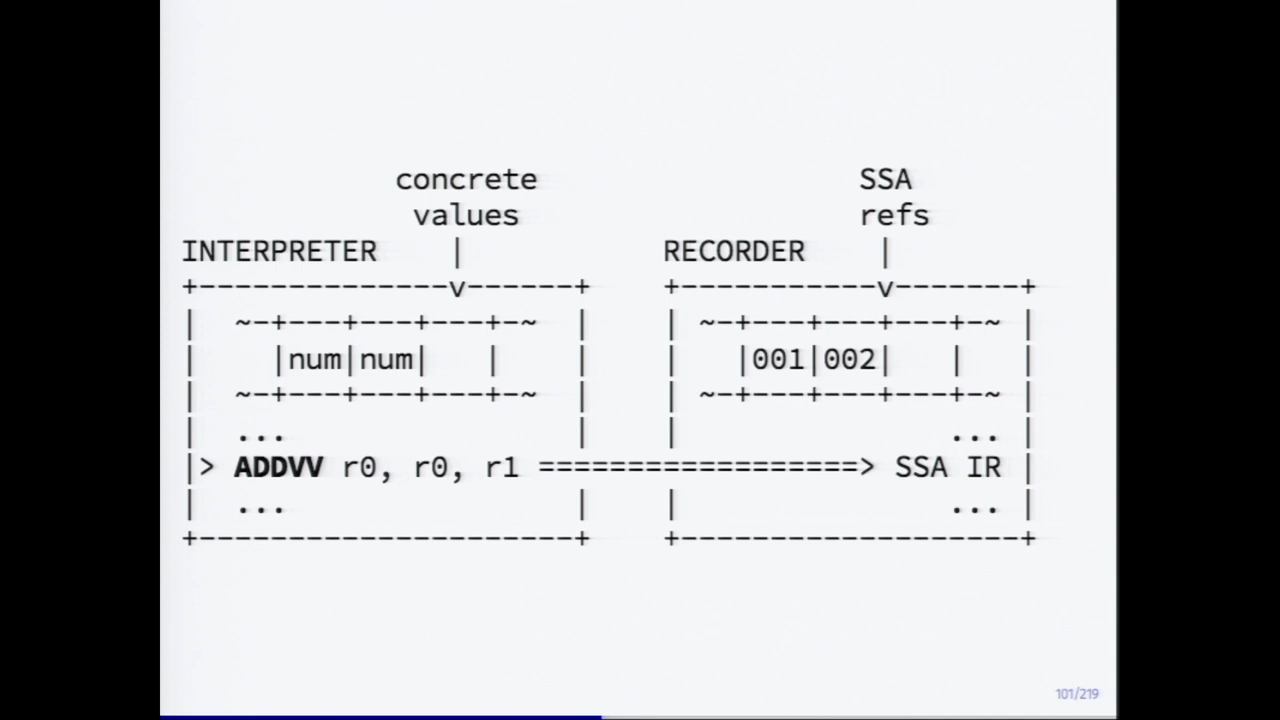 concrete                  SSA
                         values                   refs
INTERPRETER         |                RECORDER         |
+--------------v------+    +-----------v-------+
|  ~-+---+---+---+-~  |    | ~-+---+---+---+-~ |
|    |num|num|   |    |    |   |001|002|   |   |
|  ~-+---+---+---+-~  |    | ~-+---+---+---+-~ |
|  ...                |    |               ... |
|> ADDVV r0, r0, r1 ==================> SSA IR |
|  ...                |    |               ... |
+---------------------+    +-------------------+
101/219